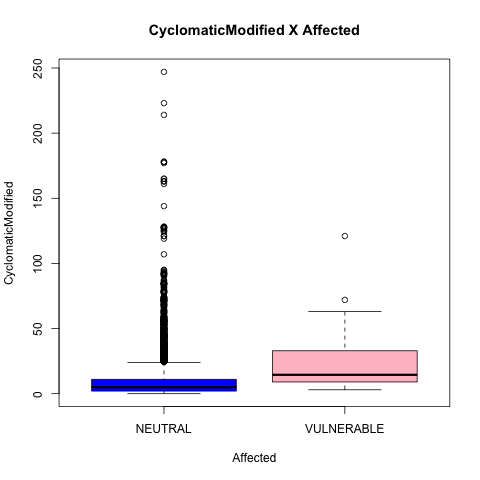 CyclomaticModified X Affected
250
200
150
100
50
0
CyclomaticModified
NEUTRAL
VULNERABLE
Affected